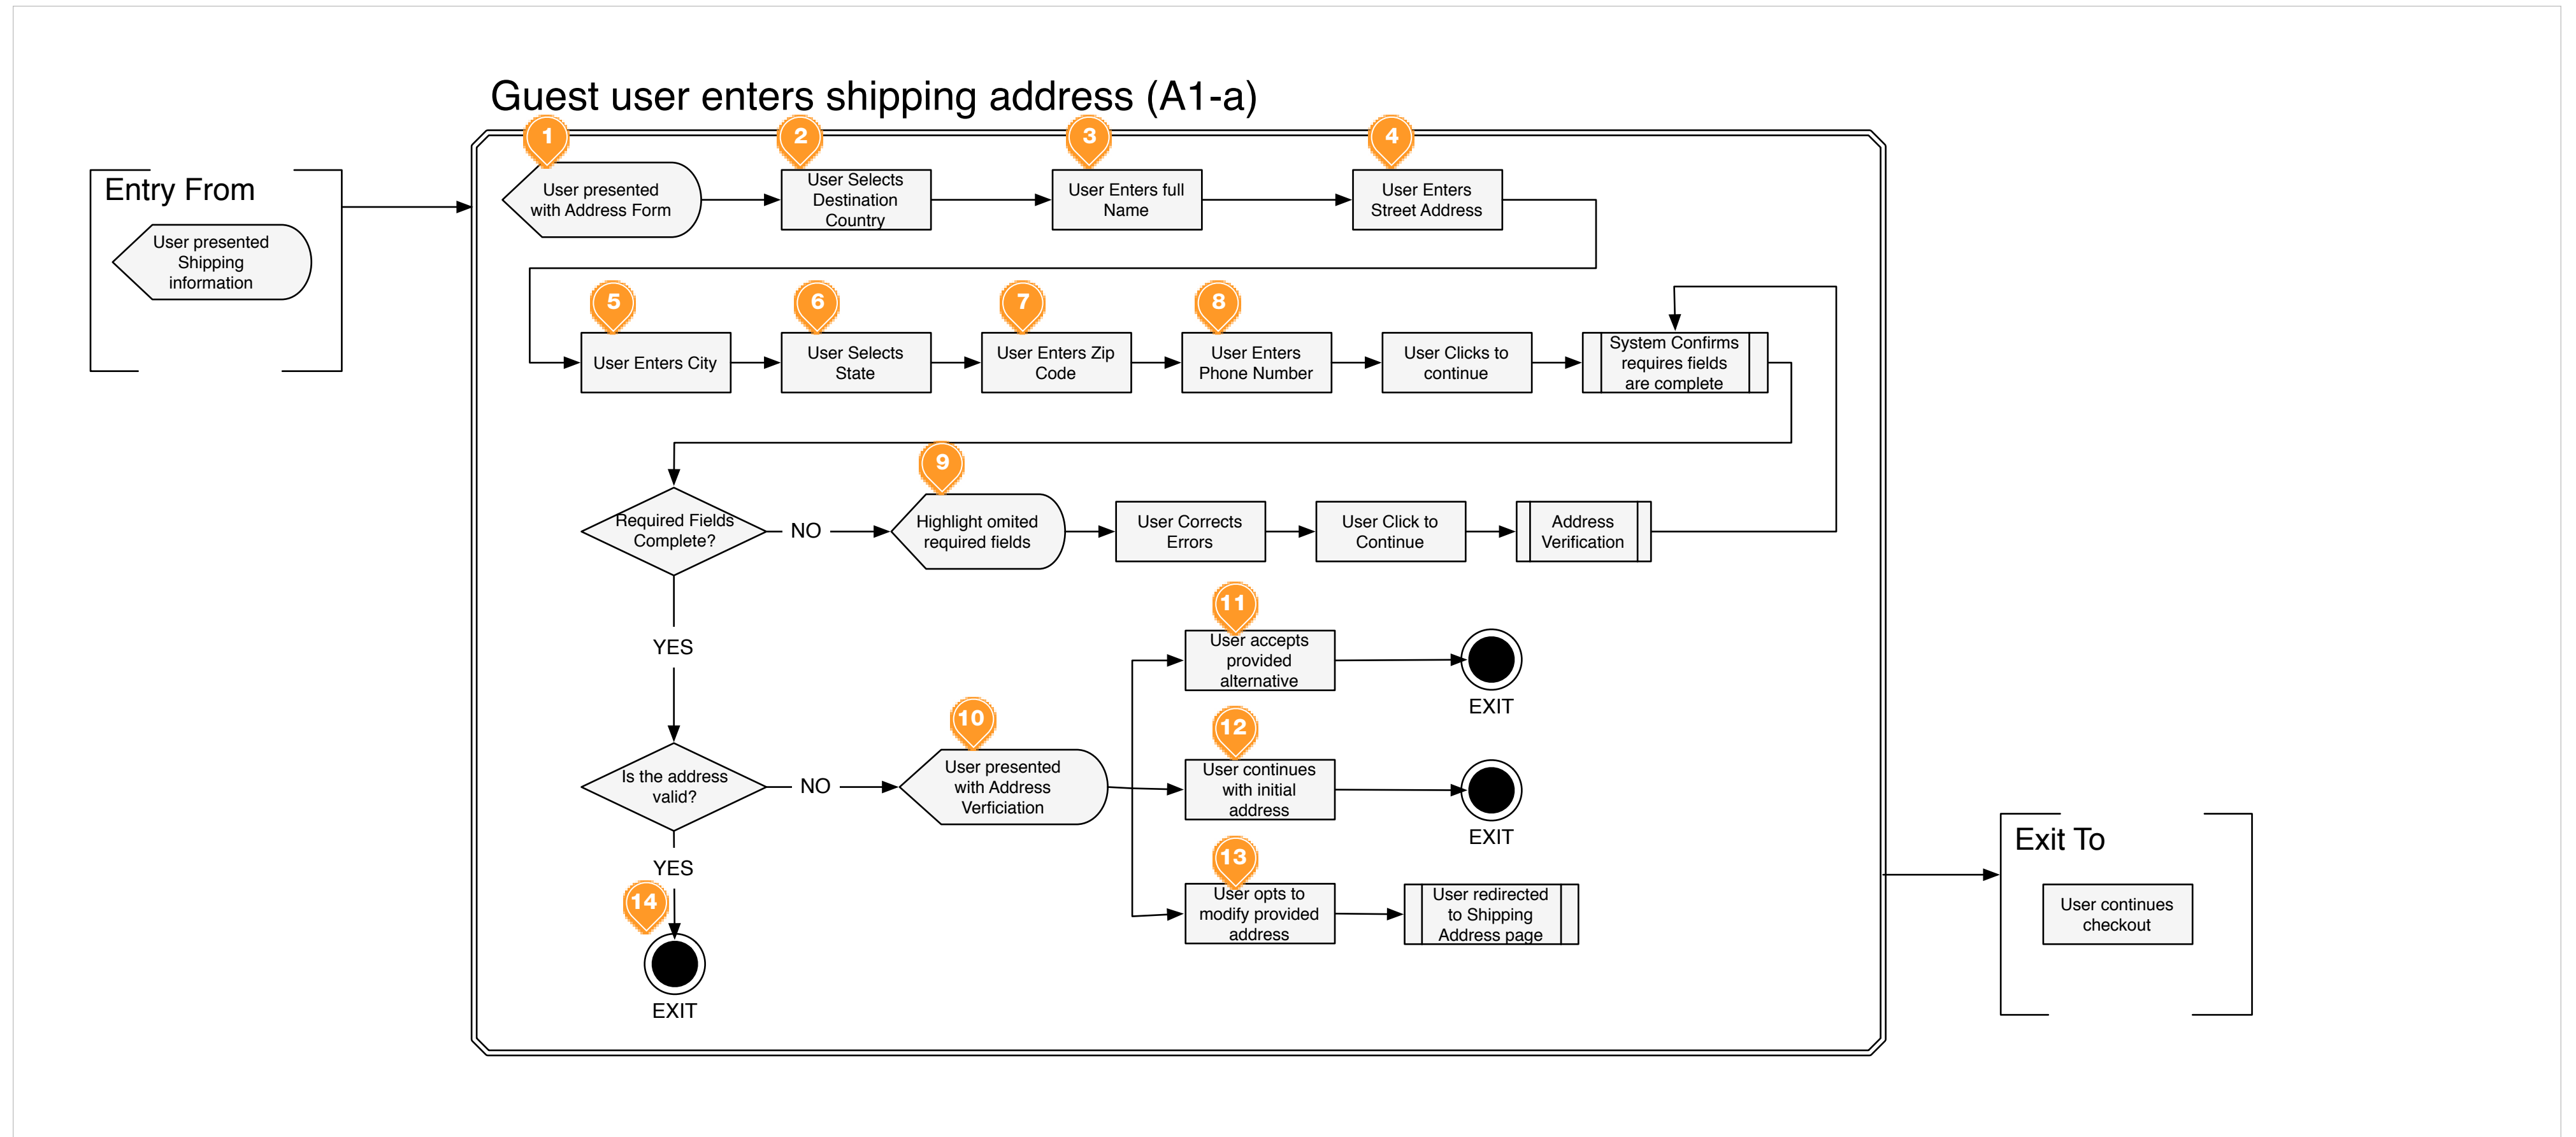 Guest user enters shipping address (A1-a)
Entry From
User presented
Shipping
information
1
User presented
with Address Form
2
User Selects
Destination
Country
3
User Enters full
Name
4
User Enters
Street Address
5
User Enters City
6
User Selects
State
7
User Enters Zip
Code
8
User Enters
Phone Number
User Clicks to
continue
System Confirms
requires fields
are complete
Required Fields
Complete?
NO
9
Highlight omited
required fields
User Corrects
Errors
User Click to
Continue
Address
Verification
YES
Is the address
valid?
NO
10
User presented
with Address
Verficiation
11
User accepts
provided
alternative
EXIT
12
User continues
with initial
address
EXIT
13
User opts to
modify provided
address
User redirected
to Shipping
Address page
YES
14
EXIT
Exit To
User continues
checkout